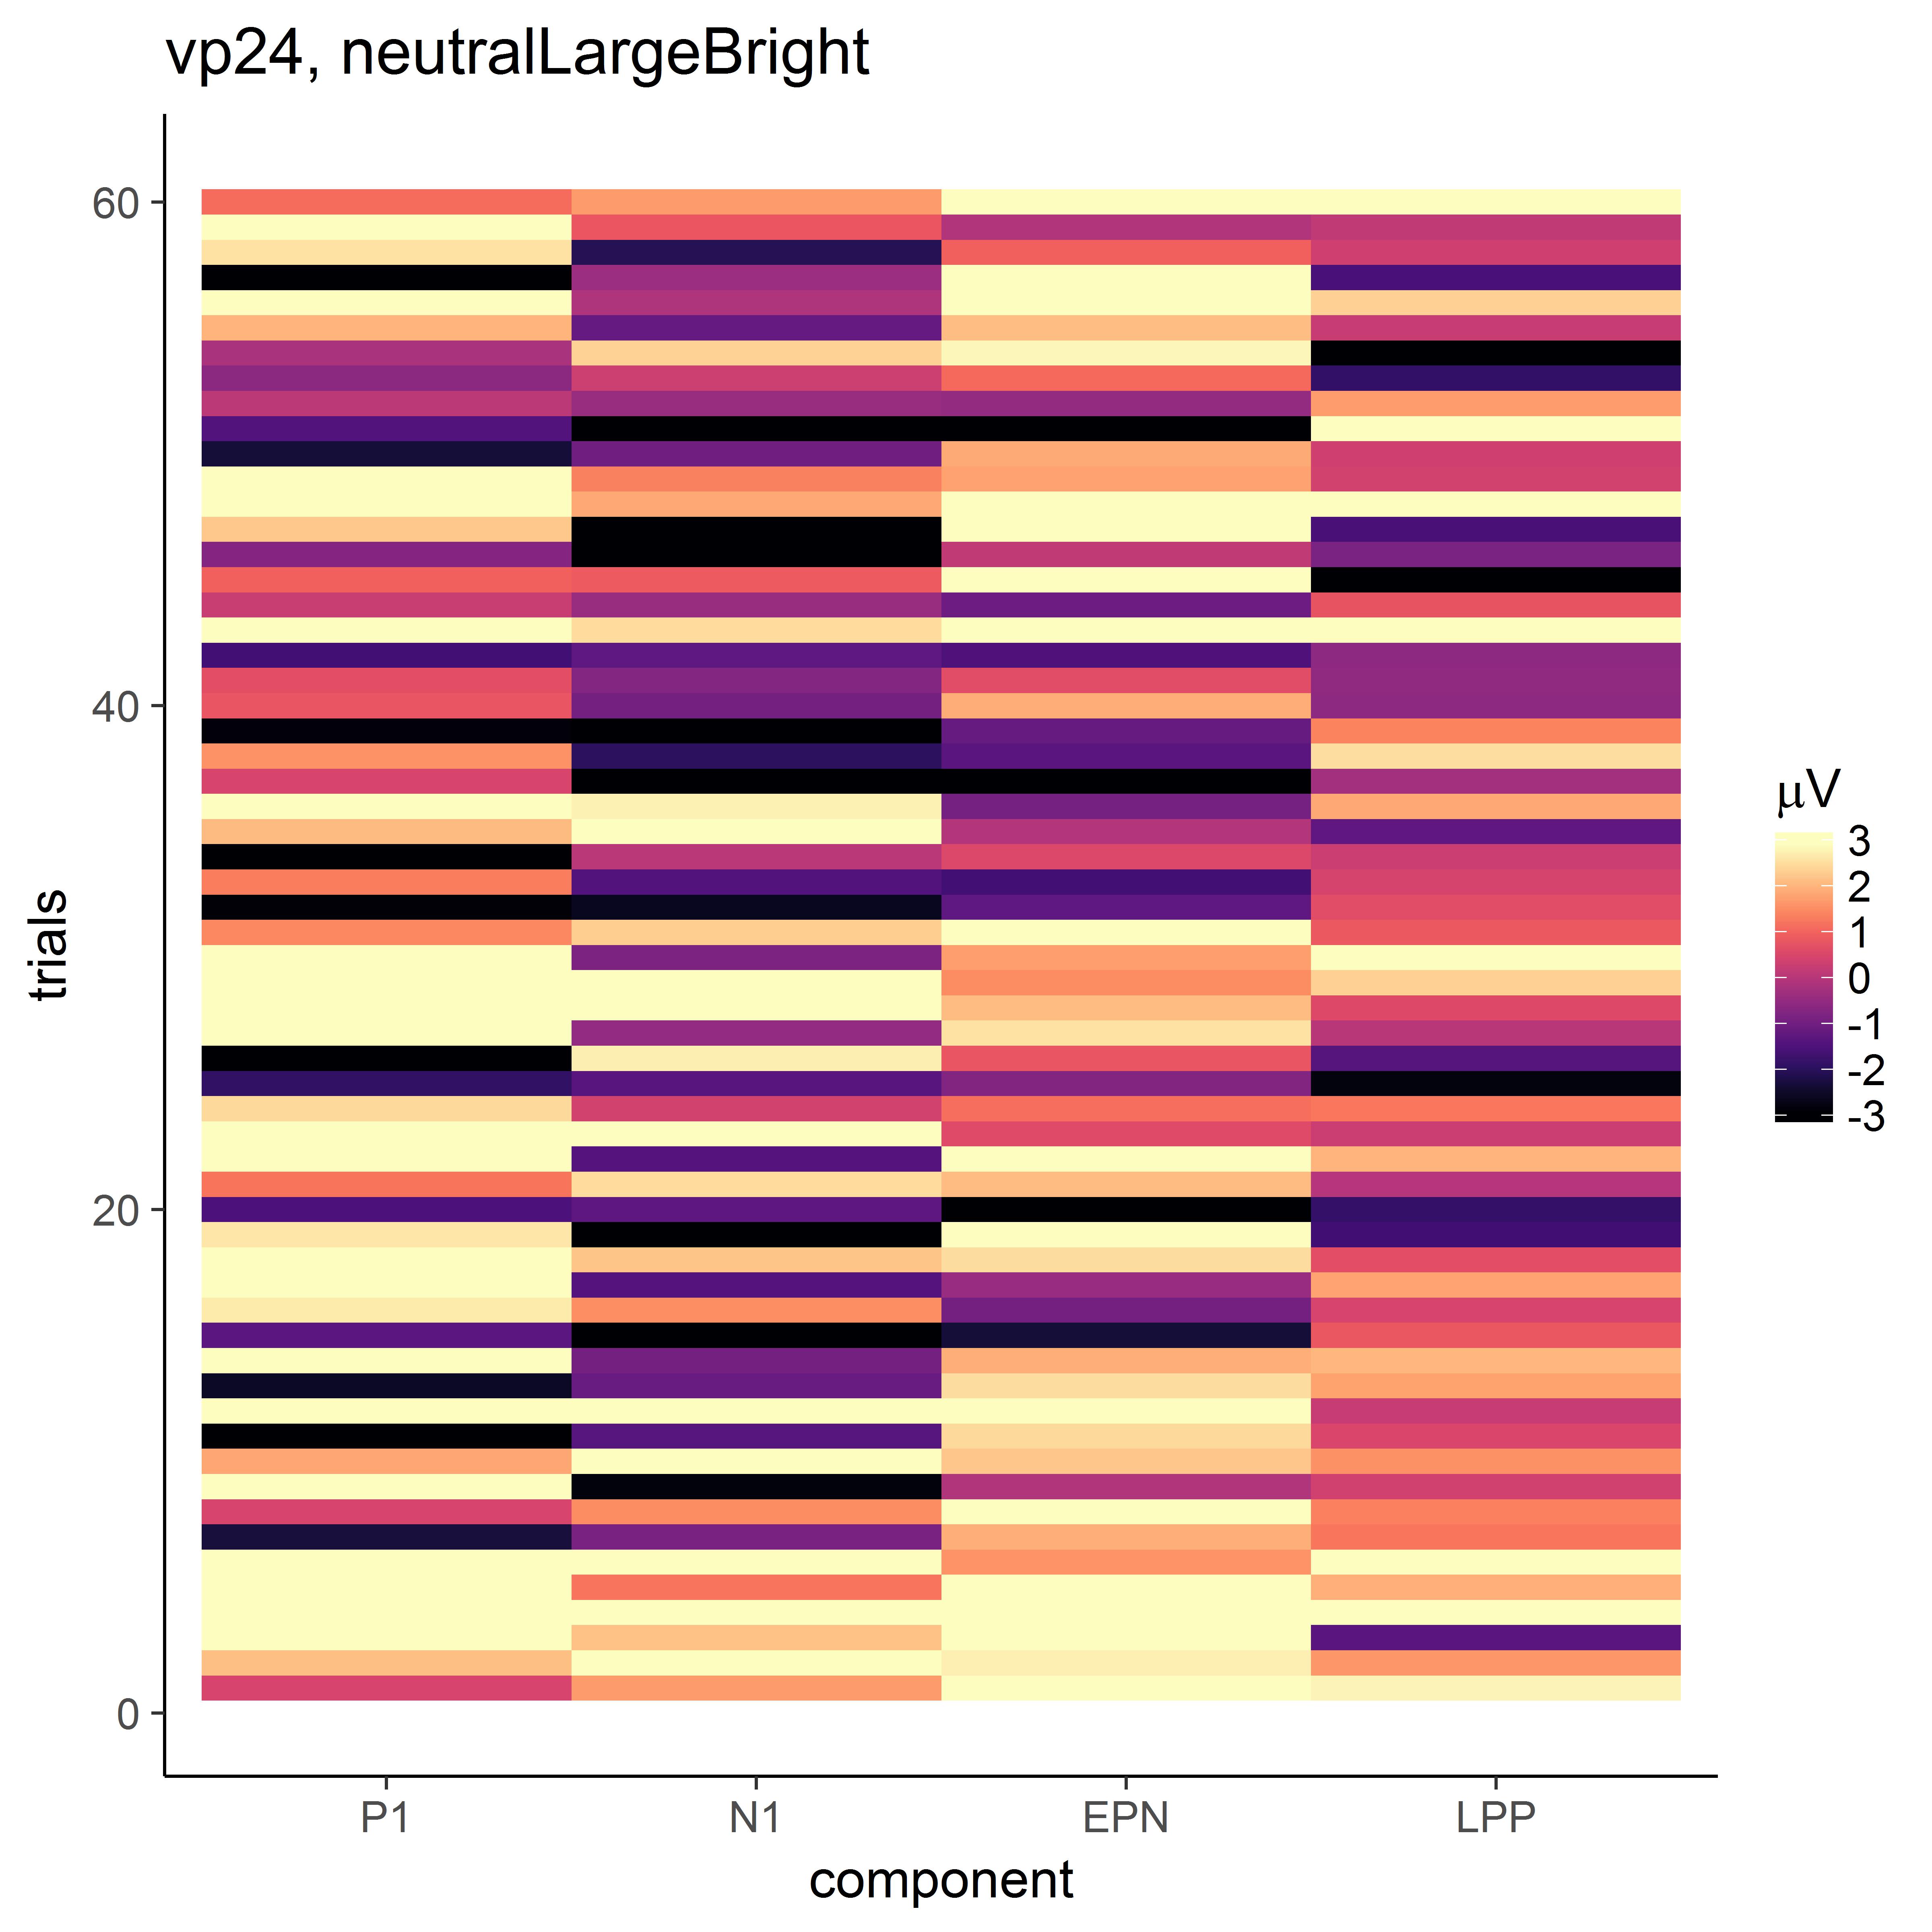 vp24, neutralLargeBright
60
40
20
0
trials
P1 N1 EPN LPP
component
μV
3
2
1
0
-1
-2
-3